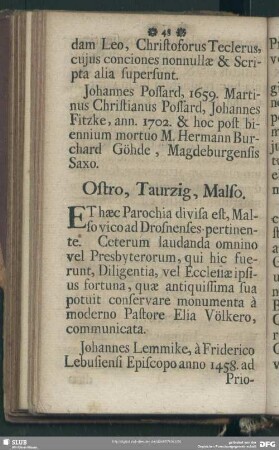 48
dam Leo, Christoforus Teclerus,
cujus conciones nonnullæ & Scri-
pta alia supersunt.
Johannes Possard, 1659. Marti-
nus Christianus Possard, Johannes
Fitzke, ann. 1702. & hoc post bi-
ennium mortuo M. Hermann Bur-
chard Göhde, Magdeburgensis
Saxo.
Ostro, Taurzig, Malso.
ET hæc Parochia divisa est, Mal-
so vico ad Drosnenses pertinen-
te. Ceterum laudanda omnino
vel Presbyterorum, qui hic fue-
runt, Diligentia, vel Ecclesiæ ipsi-
us fortuna, quæ antiquissima sua
potuit conservare monumenta à
moderno Pastore Elia Völkero,
communicata.
Johannes Lemmike, à Friderico
Lebusiensi Episcopo anno 1458. ad
Prio-
SLUB